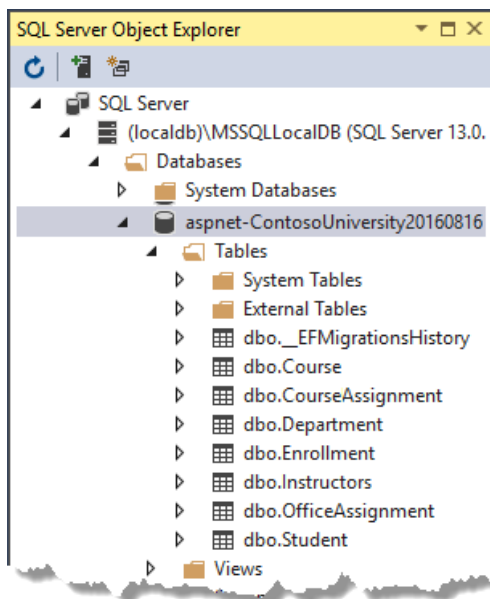 SQL Server Object Explorer
SQL Server
(localdb)\MSSQLLocalDB (SQL Server 13.0.
Databases
System Databases
aspnet-ContosoUniversity20160816
Tables
System Tables
External Tables
dbo.__EFMigrationsHistory
dbo.Course
dbo.CourseAssignment
dbo.Department
dbo.Enrollment
dbo.Instructors
dbo.OfficeAssignment
dbo.Student
Views